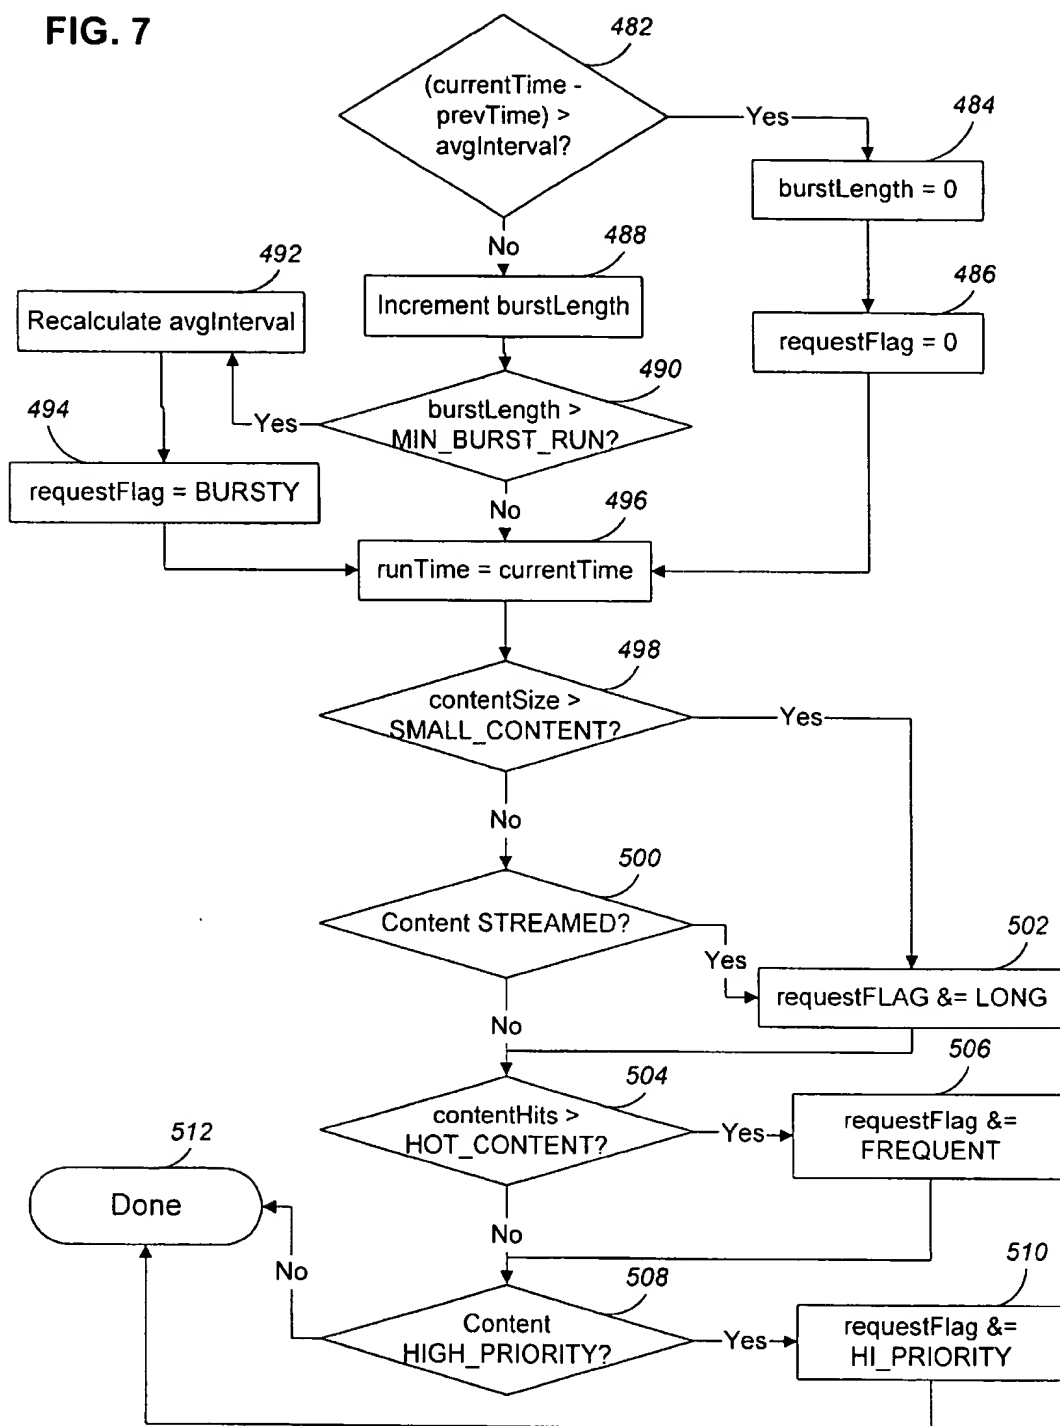 FIG. 7
482
(currentTime -
prevTime) >
avgInterval?
Yes
484
burstLength = 0
No
488
Increment burstLength
486
requestFlag = 0
492
Recalculate avgInterval
490
burstLength >
MIN_BURST_RUN?
Yes
494
requestFlag = BURSTY
No
496
runTime = currentTime
498
contentSize >
SMALL_CONTENT?
Yes
No
500
Content STREAMED?
Yes
502
requestFLAG &= LONG
No
504
contentHits >
HOT_CONTENT?
Yes
506
requestFlag &=
FREQUENT
512
Done
No
No
508
Content
HIGH_PRIORITY?
Yes
510
requestFlag &=
HI_PRIORITY